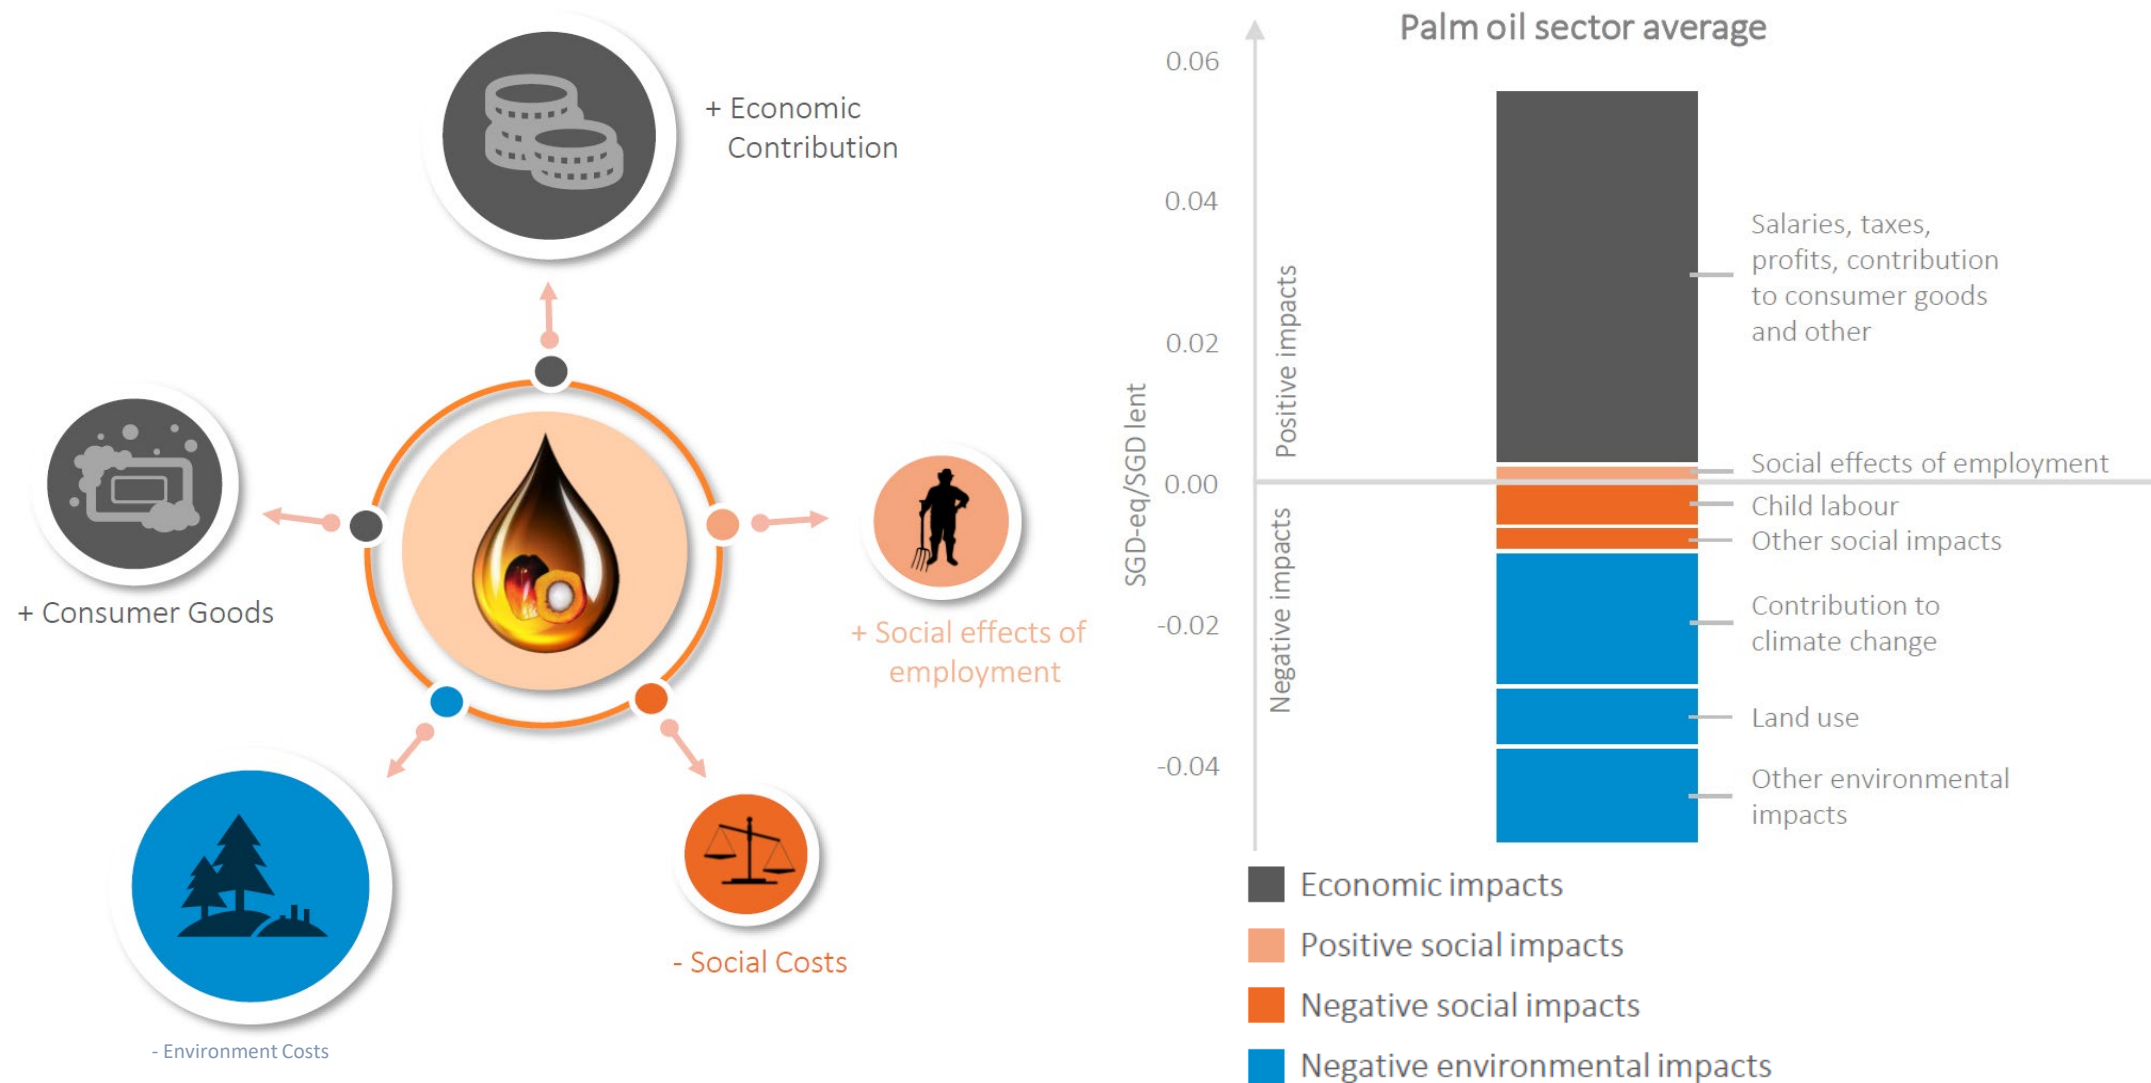 + Economic
Contribution
+ Consumer Goods
+ Social effects of
employment
- Social Costs
- Environment Costs
Palm oil sector average
SGD-eq/SGD lent
0.06
0.04
0.02
0.00
-0.02
-0.04
Positive impacts
Negative impacts
Salaries, taxes,
profits, contribution
to consumer goods
and other
Social effects of employment
Child labour
Other social impacts
Contribution to
climate change
Land use
Other environmental
impacts
Economic impacts
Positive social impacts
Negative social impacts
Negative environmental impacts